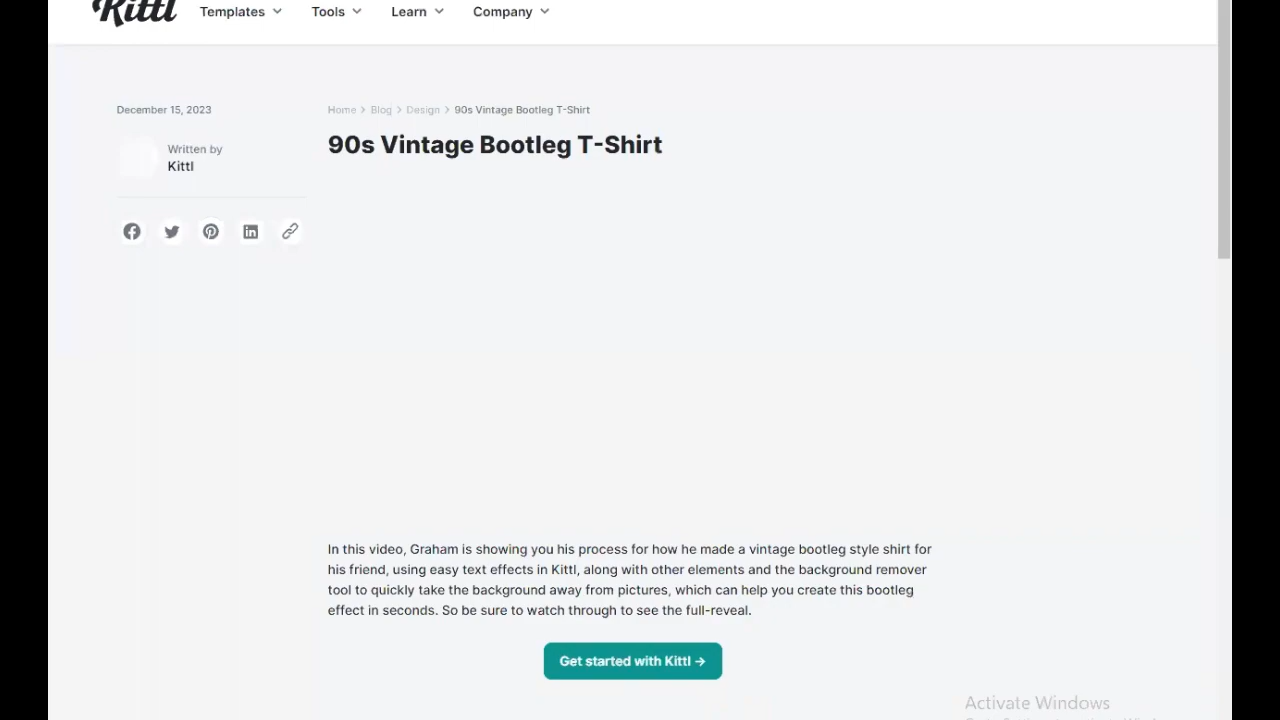 Kittl
Templates
Tools
Learn
Company
December 15, 2023
Written by
Kittl
Home > Blog > Design > 90s Vintage Bootleg T-Shirt
90s Vintage Bootleg T-Shirt
In this video, Graham is showing you his process for how he made a vintage bootleg style shirt for
his friend, using easy text effects in Kittl, along with other elements and the background remover
tool to quickly take the background away from pictures, which can help you create this bootleg
effect in seconds. So be sure to watch through to see the full-reveal.
Get started with Kittl →
Activate Windows